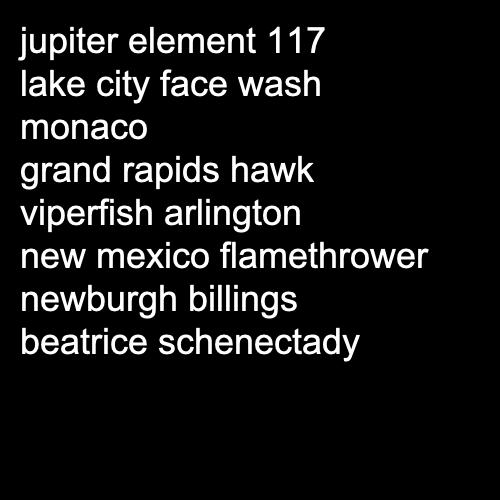 jupiter element 117
lake city face wash
monaco
grand rapids hawk
viperfish arlington
new mexico flamethrower
newburgh billings
beatrice schenectady